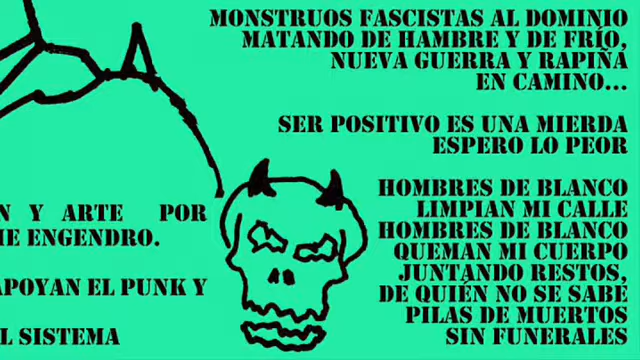 MONSTRUOS FASCISTAS AL DOMINIO
MATANDO DE HAMBRE Y DE FRÍO,
NUEVA GUERRA Y RAPIÑA
EN CAMINO...
SER POSITIVO ES UNA MIERDA
ESPERO LO PEOR
HOMBRES DE BLANCO
LIMPIAN MI CALLE
HOMBRES DE BLANCO
QUEMAN MI CUERPO
JUNTANDO RESTOS,
DE QUIÉN NO SE SABE
PILAS DE MUERTOS
SIN FUNERALES
N Y ARTE POR
ENGENDRO.
APOYAN EL PUNK Y
L SISTEMA